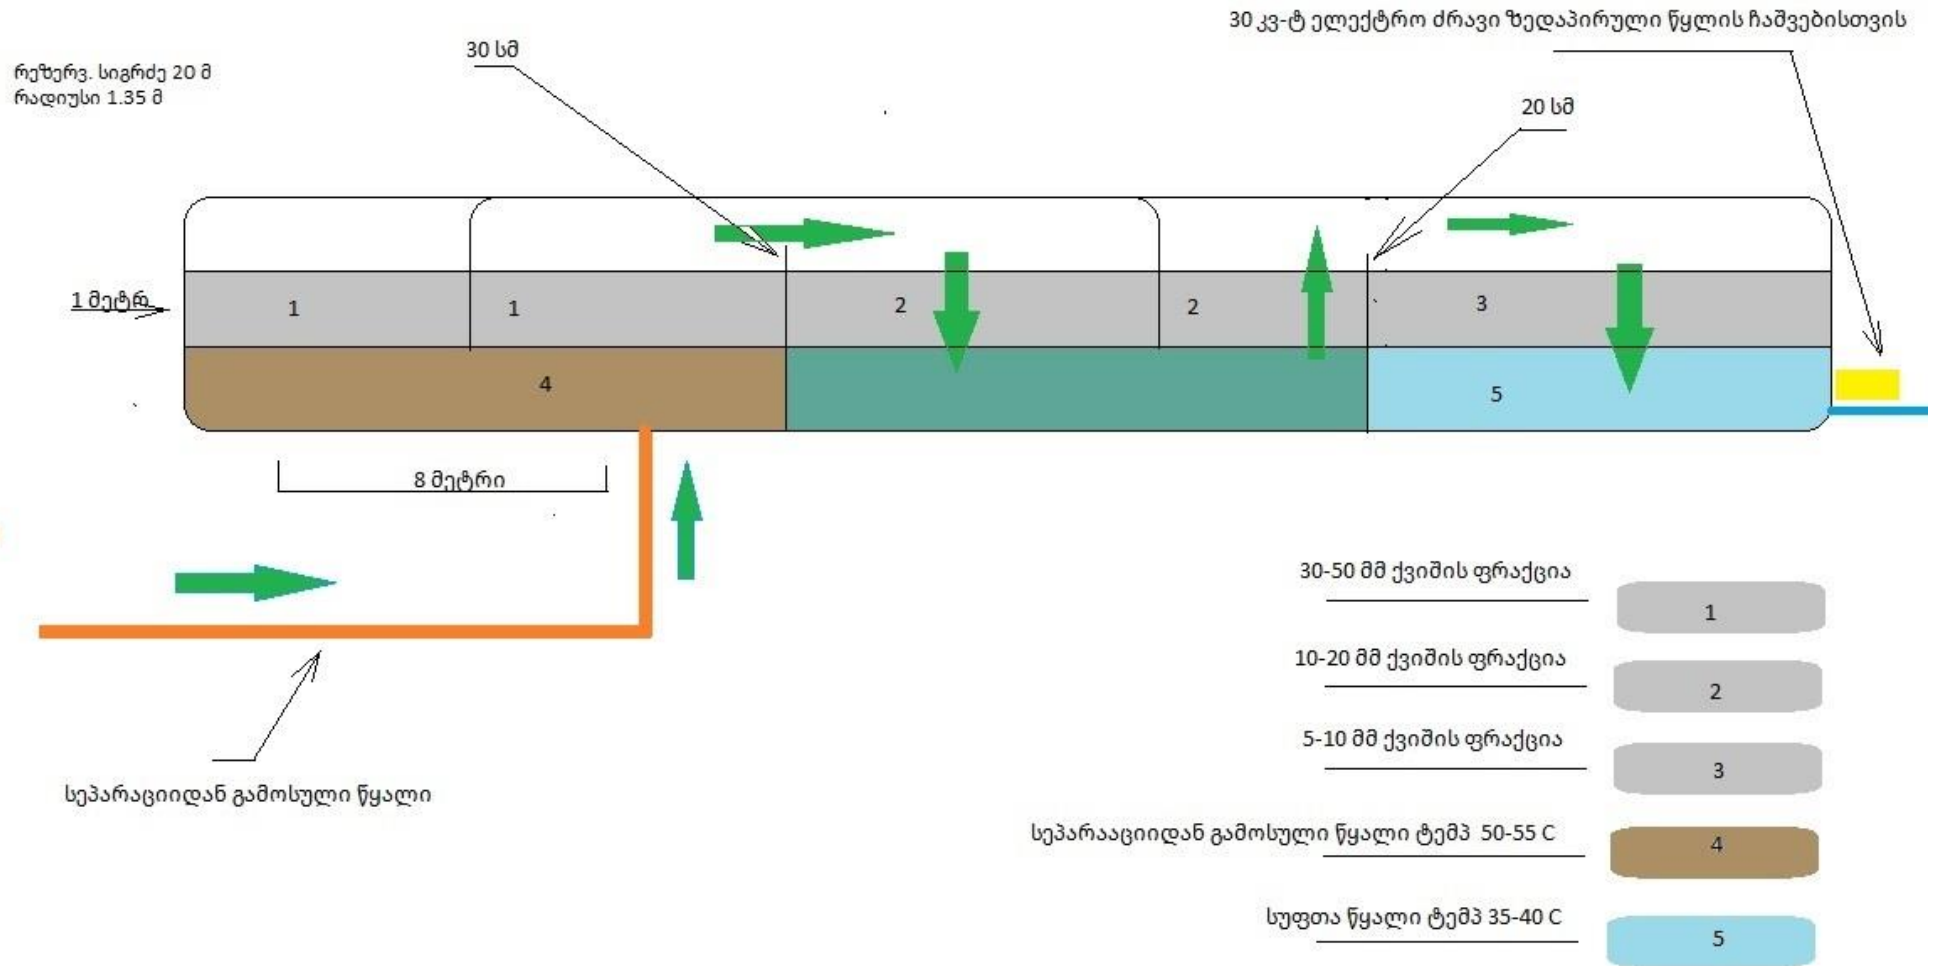 30 კვ-ტ ელექტრო ძრავი ზედაპირული წყლის ჩაშვებისთვის
30 სმ
რეზერვ. სიგრძე 20 მ
რადიუსი 1.35 მ
20 სმ
1 მეტრ
1
1
2
2
3
4
5
8 მეტრი
სეპარაციიდან გამოსული წყალი
30-50 მმ ქვიშის ფრაქცია
1
10-20 მმ ქვიშის ფრაქცია
2
5-10 მმ ქვიშის ფრაქცია
3
სეპარააციიდან გამოსული წყალი ტემპ 50-55 C
4
სუფთა წყალი ტემპ 35-40 C
5